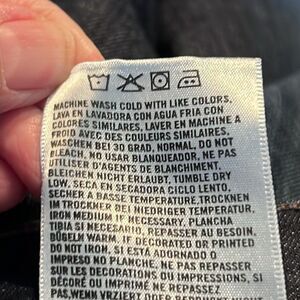 MACHINE WASH COLD WITH LIKE COLORS.
LAVA EN LAVADORA CON AGUA FRIA CON
COLORES SIMILARES, LAVER EN MACHINE A
FROID AVEC DES COULEURS SIMILAIRES,
WASCHEN BEI 30 GRAD, NORMAL, DO NOT
BLEACH, NO USAR BLANQUEADOR, NE PAS
UTILISER D'AGENTS DE BLANCHIMENT,
BLEICHEN NICHT ERLAUBT, TUMBLE DRY
LOW, SECA EN SECADORA CICLO LENTO,
SECHER A BASSE TEMPERATURE,TROCKNEN
IM TROCKNER BEI NIEDRIGER TEMPERATUR.
IRON MEDIUM IF NECESSARY, PLANCHA
TIBIA SI NECESARIO, REPASSER AU BESOIN.
BÜGELN WARM, IF DECORATED OR PRINTED
DO NOT IRON, SI ESTA ADORNADO O
IMPRESO NO PLANCHE, NE PAS REPASSER
SUR LES DECORATIONS OU IMPRESSIONS, SI
DÉCORÉ OU IMPRIMÉ NE REPASSEZ
PAS,WENN VERZIERT ODER